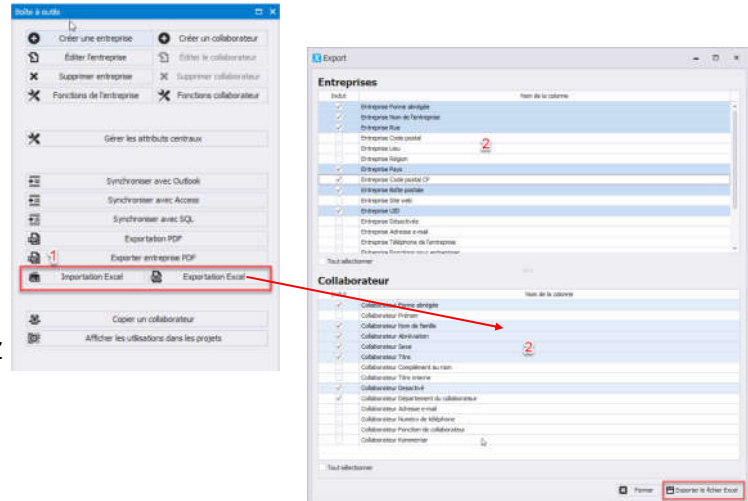 Boîte à outils
Créer une entreprise
Créer un collaborateur
Éditer l'entreprise
Éditer le collaborateur
Supprimer entreprise
Supprimer collaborateur
Fonctions de l'entreprise
Fonctions collaborateur
Gérer les attributs centraux
Synchroniser avec Outlook
Synchroniser avec Access
Synchroniser avec SQL
Exportation PDF
1
Exporter entreprise PDF
Importation Excel
Exportation Excel
Copier un collaborateur
Afficher les utilisations dans les projets
Export
Entreprises
Inclut
Nom de la colonne
Entreprise Forme abrégée
Entreprise Nom de l'entreprise
Entreprise Rue
Entreprise Code postal
2
Entreprise Lieu
Entreprise Région
Entreprise Pays
Entreprise Code postal CP
Entreprise Boîte postale
Entreprise Site web
Entreprise UID
Entreprise Désactivée
Entreprise Adresse e-mail
Entreprise Téléphone de l'entreprise
Entreprise Fonctions pour entreprises
Tout sélectionner
Collaborateur
Inclut
Nom de la colonne
Collaborateur Forme abrégée
Collaborateur Prénom
Collaborateur Nom de famille
Collaborateur Abréviation
Collaborateur Sexe
2
Collaborateur Titre
Collaborateur Complément au nom
Collaborateur Titre interne
Collaborateur Désactivé
Collaborateur Département du collaborateur
Collaborateur Adresse e-mail
Collaborateur Numéro de téléphone
Collaborateur Fonction de collaborateur
Collaborateur Kommentar
Tout sélectionner
Fermer
Exporter le fichier Excel